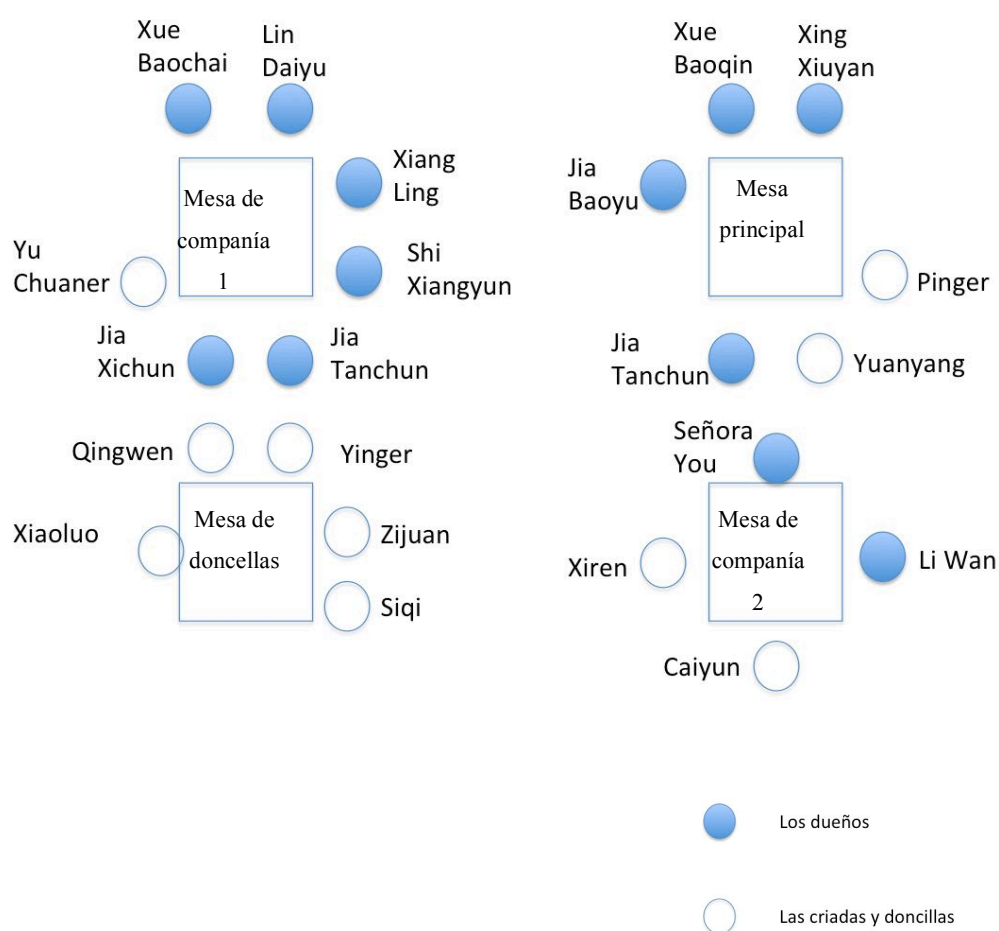 Xue
Baochai
Lin
Daiyu
Xiang
Ling
Mesa de
companía
1
Shi
Xiangyun
Yu
Chuaner
Jia
Xichun
Jia
Tanchun
Xue
Baoqin
Xing
Xiuyan
Jia
Baoyu
Mesa
principal
Pinger
Jia
Tanchun
Yuanyang
Qingwen
Yinger
Xiaoluo
Mesa de
doncellas
Zijuan
Siqi
Señora
You
Xiren
Mesa de
companía
2
Li Wan
Caiyun
Los dueños
Las criadas y doncillas